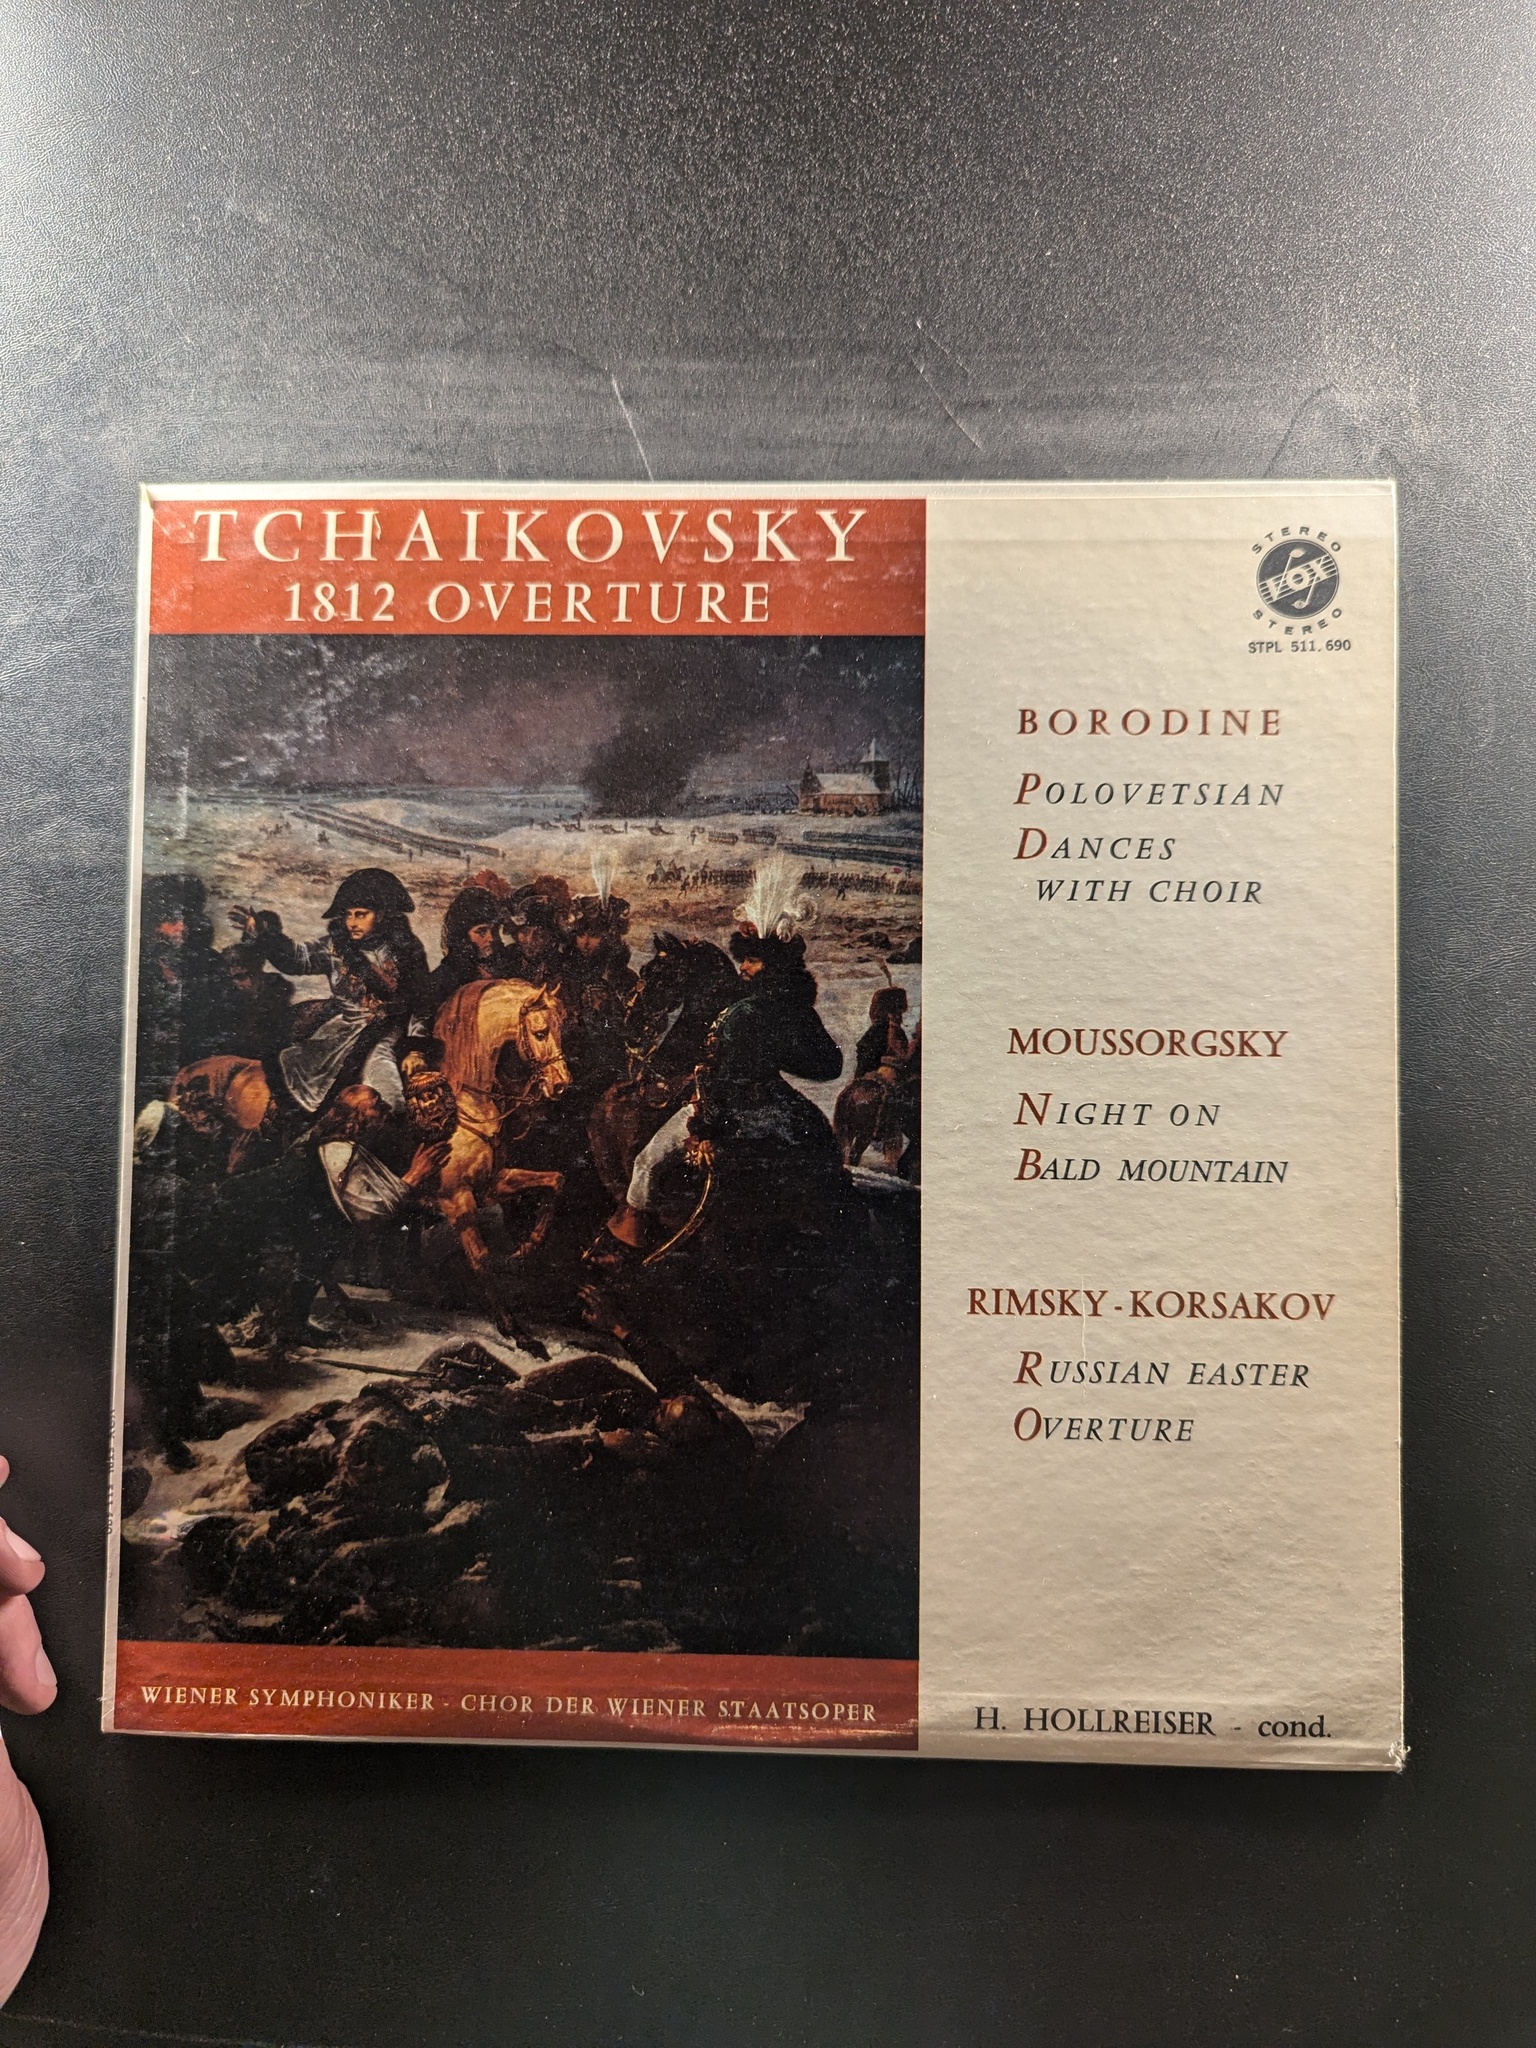 TCHAIKOVSKY
1812 OVERTURE
STEREO
VOX
STEREO
STPL 511.690
BORODINE
POLOVETSIAN
DANCES
WITH CHOIR
MOUSSORGSKY
NIGHT ON
BALD MOUNTAIN
RIMSKY-KORSAKOV
RUSSIAN EASTER
OVERTURE
WIENER SYMPHONIKER - CHOR DER WIENER STAATSOPER
H. HOLLREISER - cond.